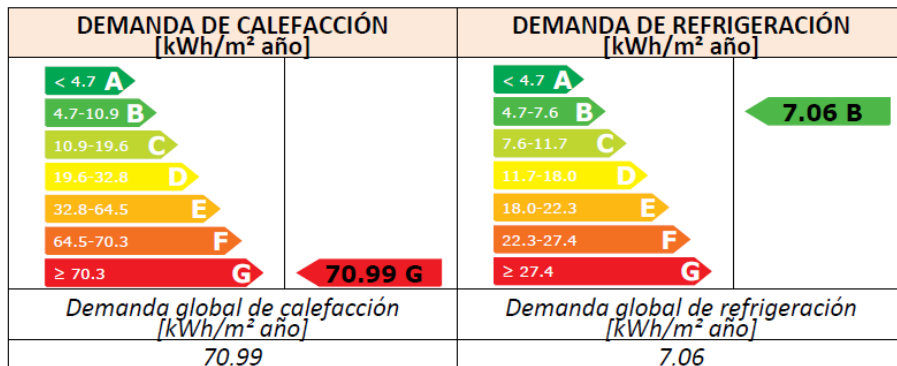 DEMANDA DE CALEFACCIÓN
[kWh/m² año]
< 4.7 A
4.7-10.9 B
10.9-19.6 C
19.6-32.8 D
32.8-64.5 E
64.5-70.3 F
≥ 70.3 G
70.99 G
Demanda global de calefacción
[kWh/m² año]
70.99
DEMANDA DE REFRIGERACIÓN
[kWh/m² año]
< 4.7 A
4.7-7.6 B
7.06 B
7.6-11.7 C
11.7-18.0 D
18.0-22.3 E
22.3-27.4 F
≥ 27.4 G
Demanda global de refrigeración
[kWh/m² año]
7.06